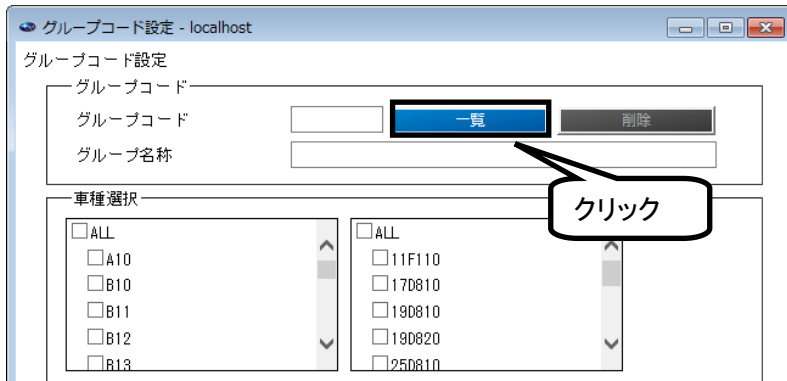 グループコード設定 - localhost
グループコード設定
グループコード
グループコード
一覧
削除
グループ名称
クリック
車種選択
ALL
A10
B10
B11
B12
B13
ALL
11F110
17D810
19D810
19D820
25D810